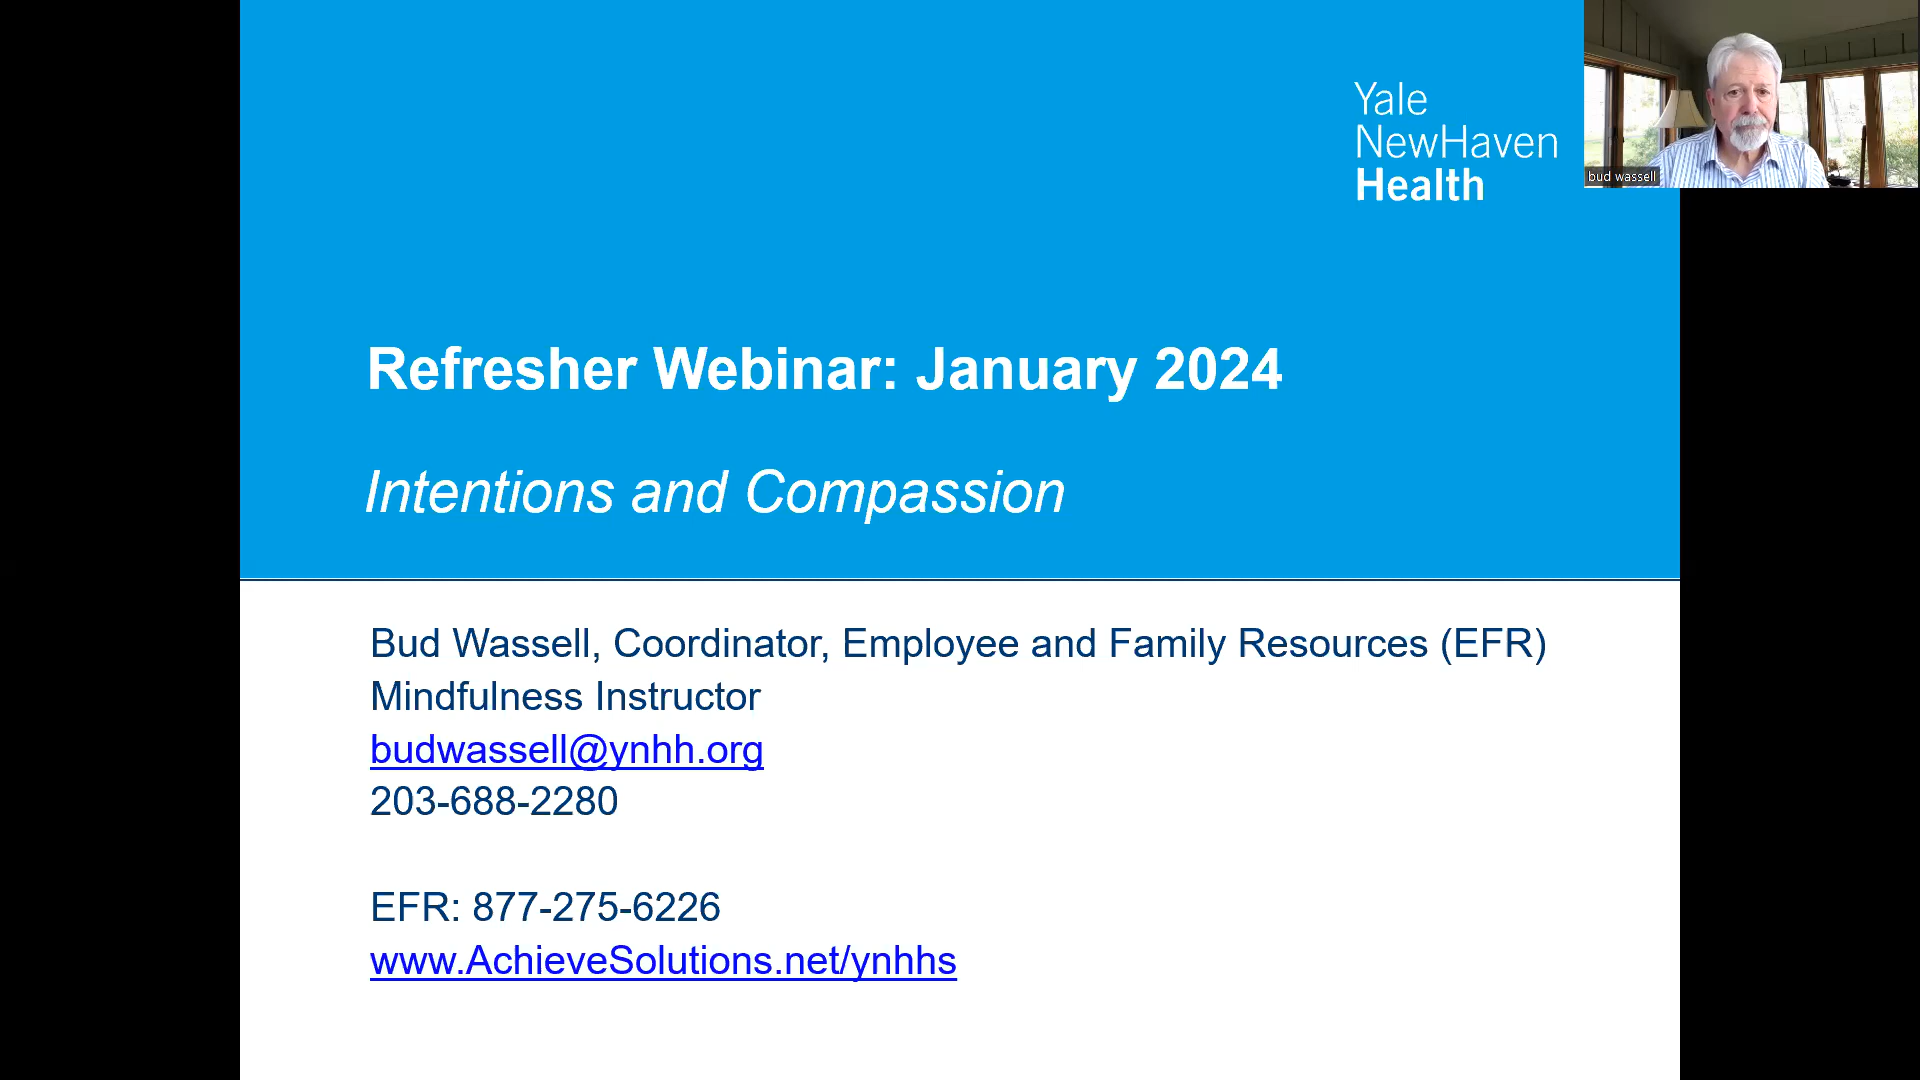 Yale
NewHaven
Health
bud wassell
Refresher Webinar: January 2024
Intentions and Compassion
Bud Wassell, Coordinator, Employee and Family Resources (EFR)
Mindfulness Instructor
budwassell@ynhh.org
203-688-2280
EFR: 877-275-6226
www.AchieveSolutions.net/ynhhs